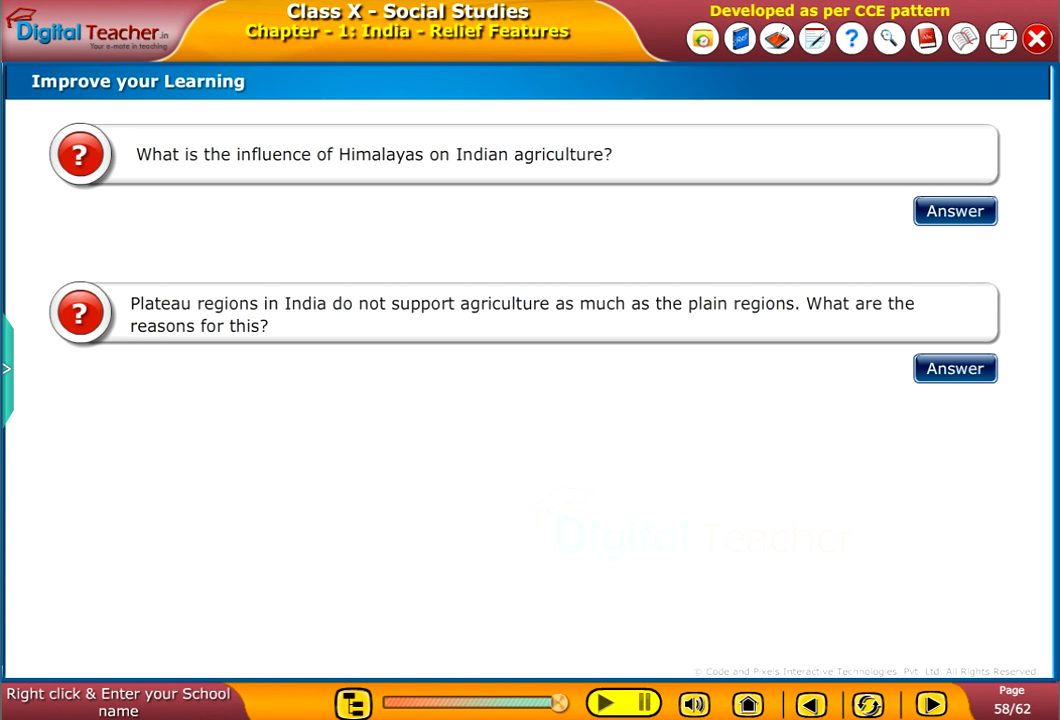 Digital Teacher.in
Your e-mate in teaching
Class X - Social Studies
Chapter - 1: India - Relief Features
Developed as per CCE pattern
Improve your Learning
?
What is the influence of Himalayas on Indian agriculture?
Answer
?
Plateau regions in India do not support agriculture as much as the plain regions. What are the
reasons for this?
Answer
>
Digital Teacher
© Code and Pixels Interactive Technologies. Pvt. Ltd. All Rights Reserved
Right click & Enter your School
name
Page
58/62